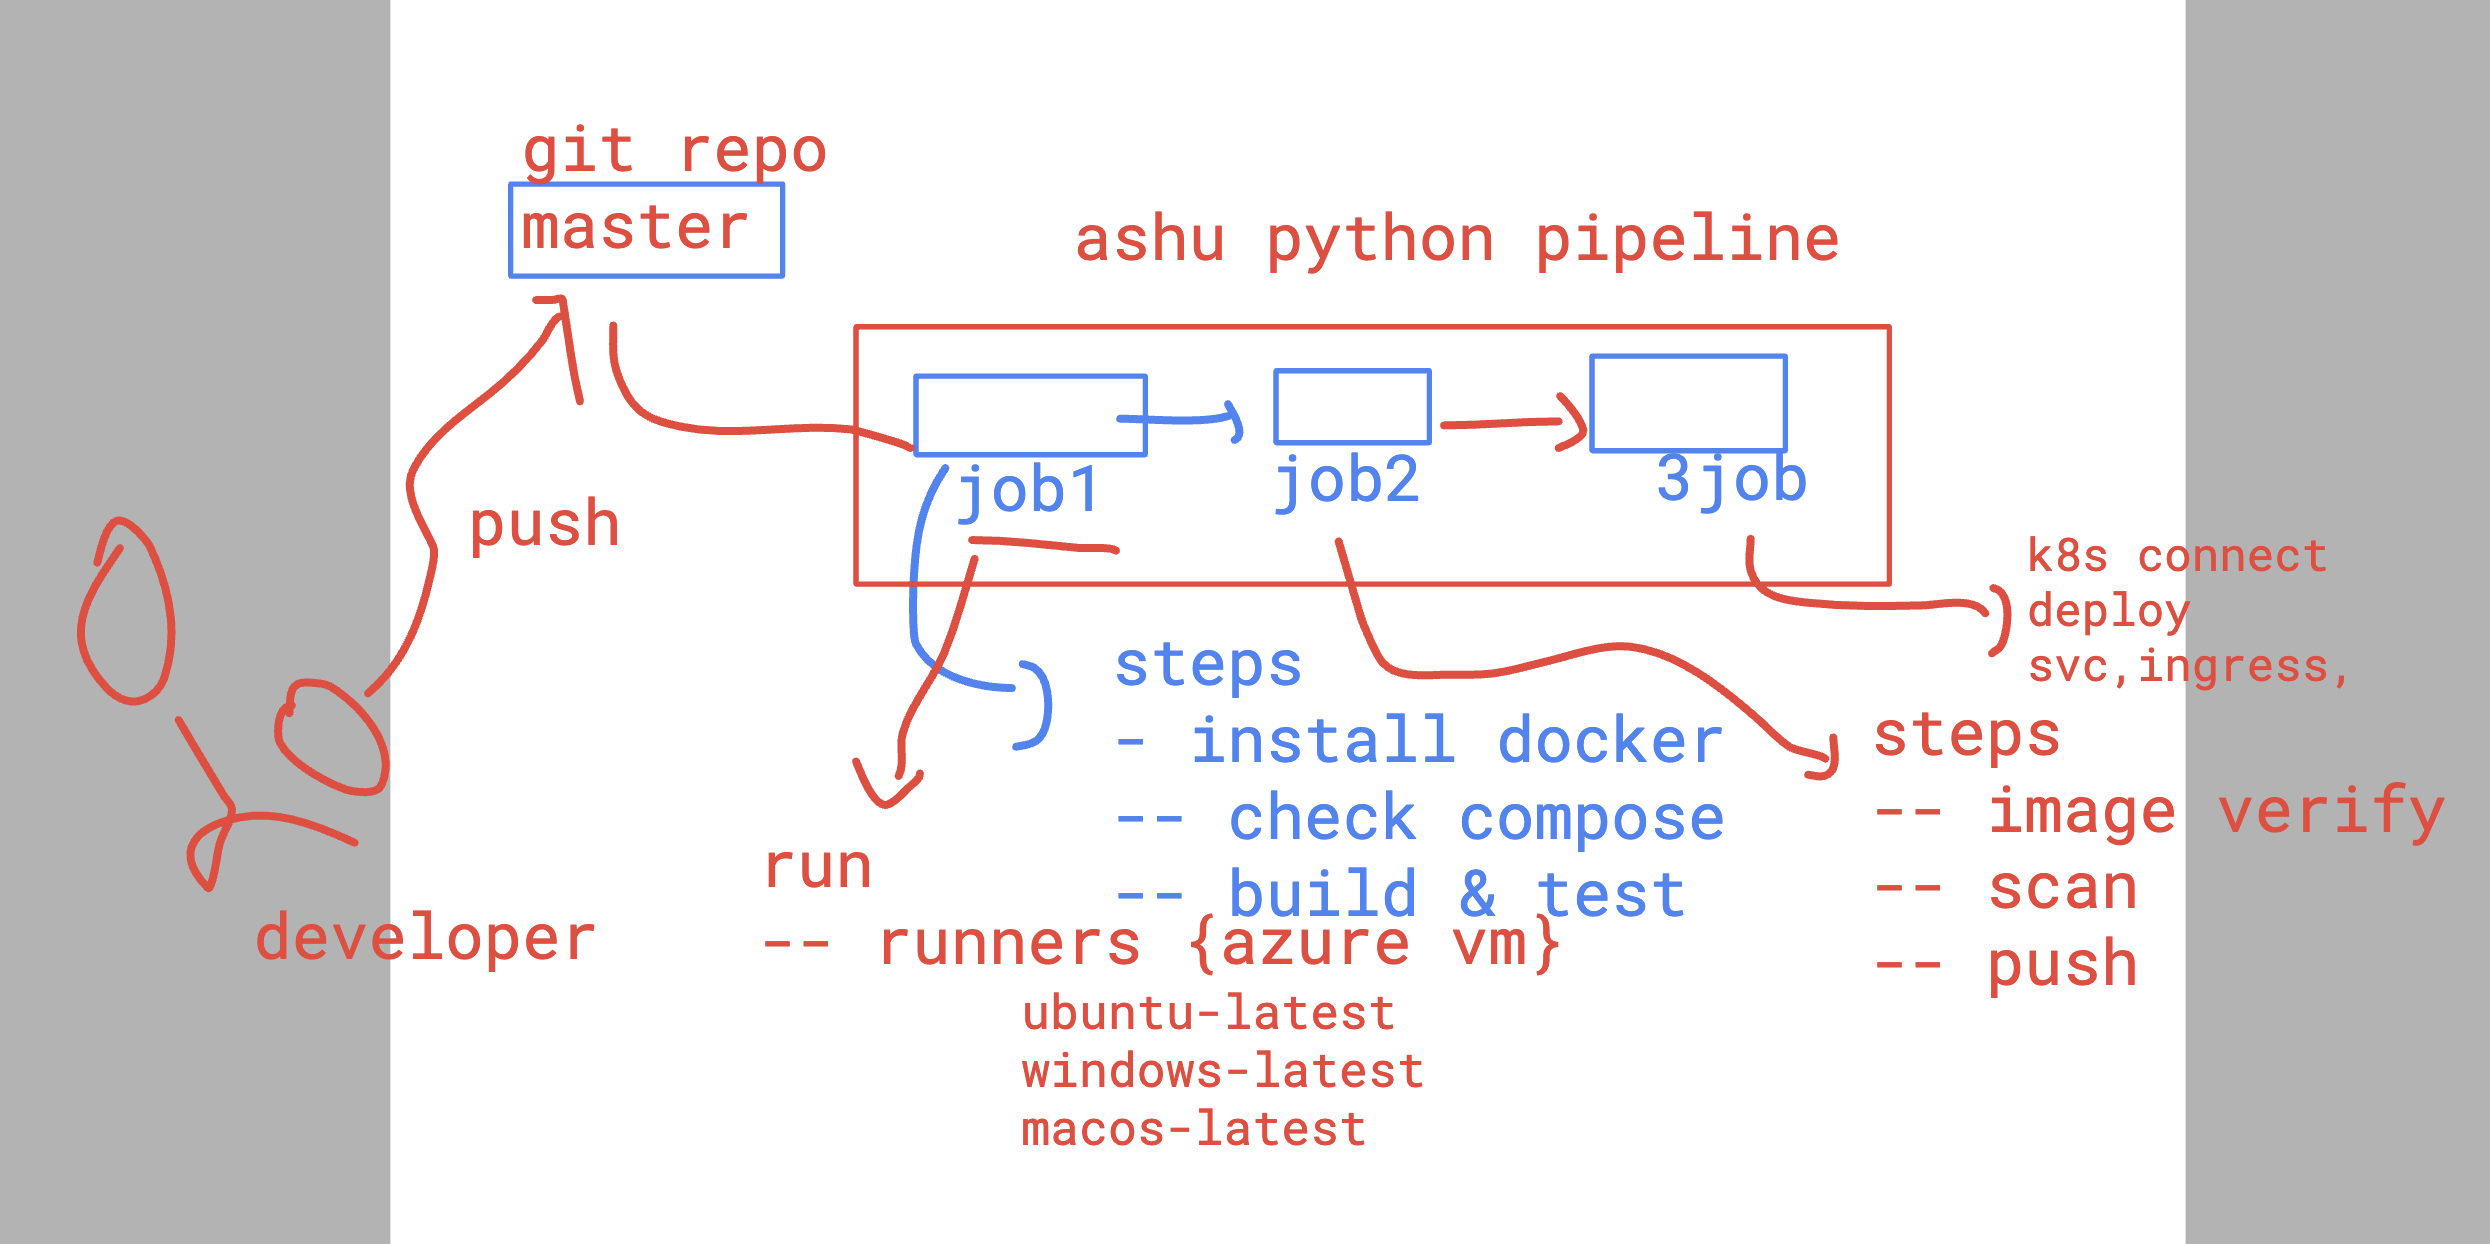 git repo
master
ashu python pipeline
job1
job2
3job
push
k8s connect
deploy
svc,ingress,
steps
- install docker
-- check compose
-- build & test
steps
-- image verify
-- scan
-- push
developer
run
-- runners {azure vm}
ubuntu-latest
windows-latest
macos-latest